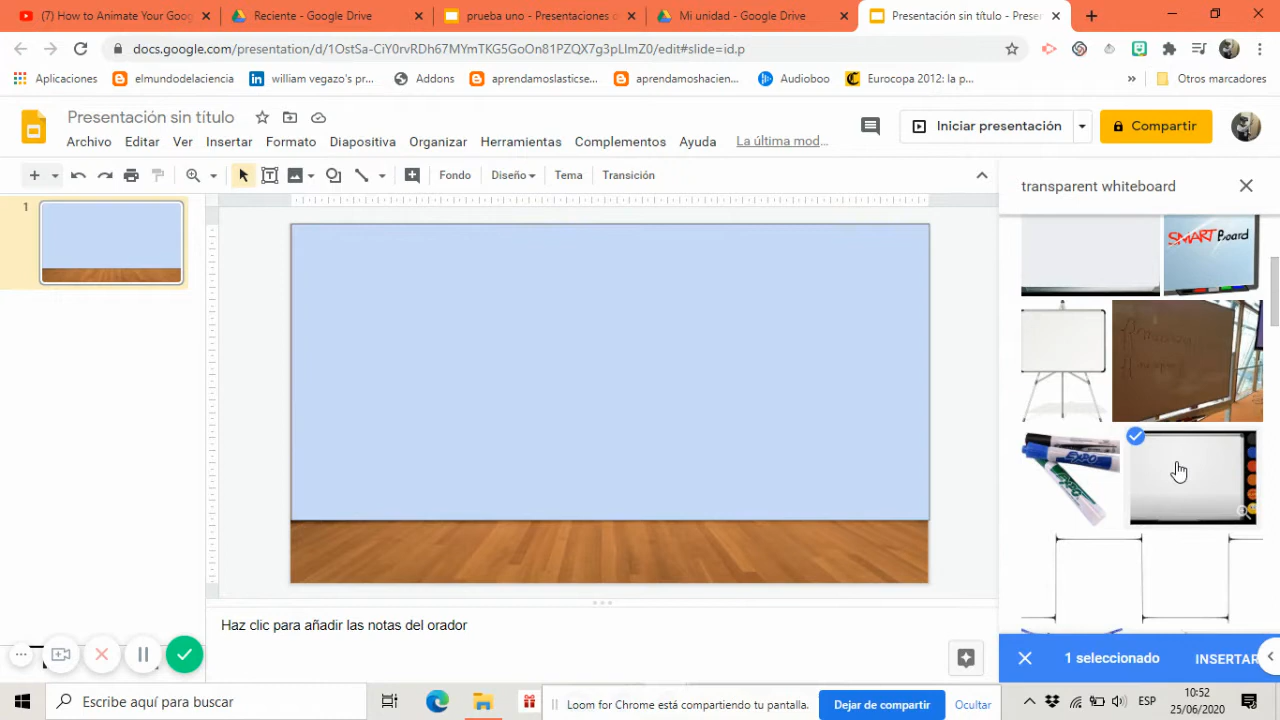 (7) How to Animate Your Goog
Reciente - Google Drive
prueba uno - Presentaciones o
Mi unidad - Google Drive
Presentación sin título - Presen
docs.google.com/presentation/d/1OstSa-CiY0rvRDh67MYmTKG5GoOn81PZQX7g3pLImZ0/edit#slide=id.p
Aplicaciones
elmundodelaciencia
william vegazo's pr...
Addons
aprendamoslasticse...
aprendamoshacien...
Audioboo
Eurocopa 2012: la p...
»
Otros marcadores
Presentación sin título
Archivo Editar Ver Insertar Formato Diapositiva Organizar Herramientas Complementos Ayuda La última mod...
Iniciar presentación
Compartir
Fondo Diseño Tema Transición
transparent whiteboard
1
SMART Board
EXPO
EXPO
Haz clic para añadir las notas del orador
1 seleccionado
INSERTAR
Escribe aquí para buscar
Loom for Chrome está compartiendo tu pantalla.
Dejar de compartir
Ocultar
ESP
10:52
25/06/2020